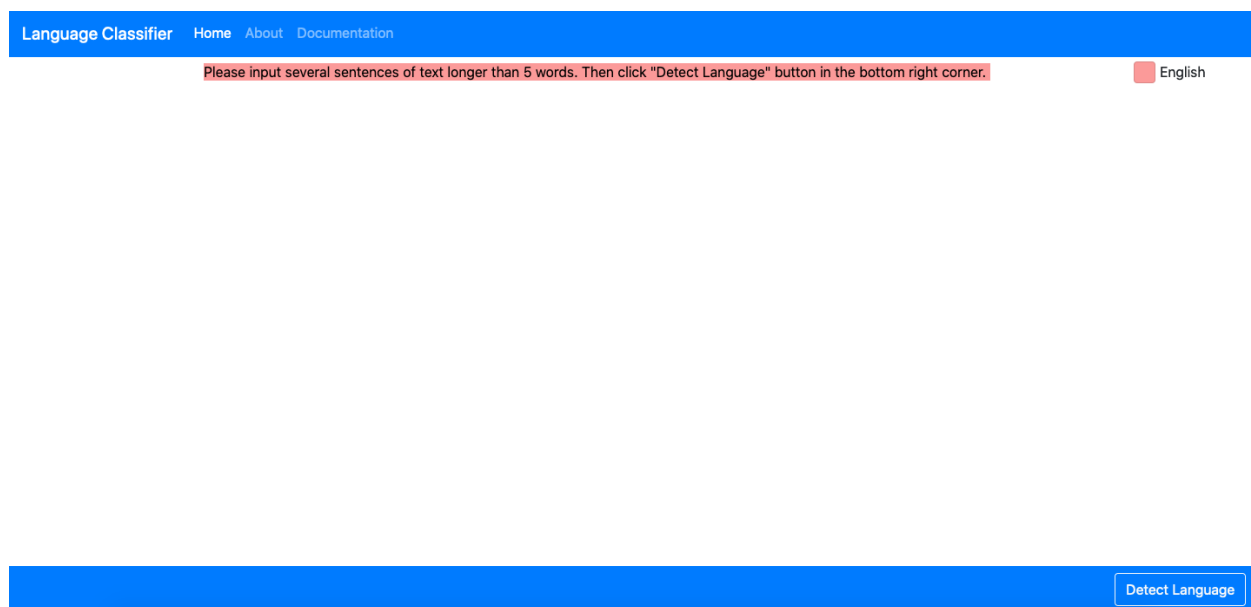 Language Classifier Home About Documentation
Please input several sentences of text longer than 5 words. Then click "Detect Language" button in the bottom right corner.
English
Detect Language